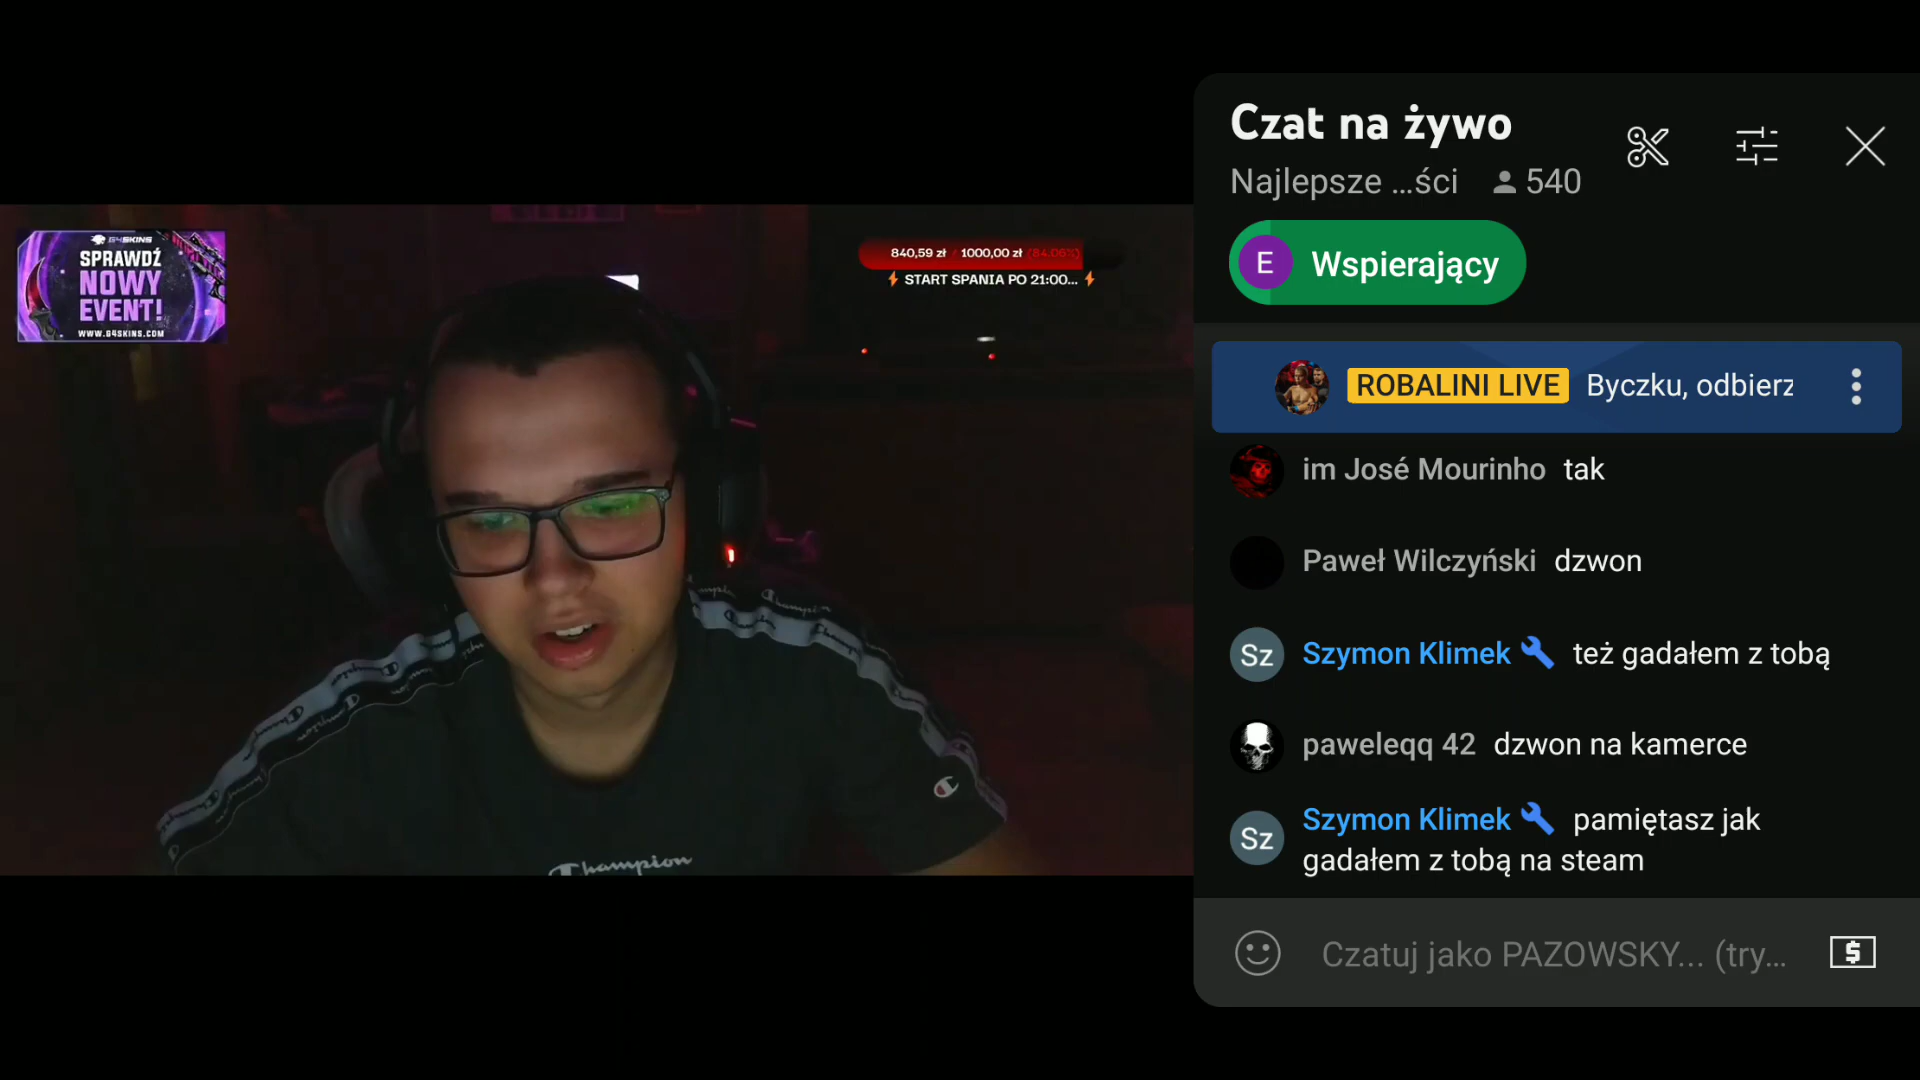 G4SKINS
SPRAWDŹ
NOWY
EVENT!
WWW.G4SKINS.COM
840,59 zł / 1000,00 zł (84.06%)
START SPANIA PO 21:00...
Champion
Czat na żywo
Najlepsze ...ści 540
E Wspierający
ROBALINI LIVE Byczku, odbierz
im José Mourinho tak
Paweł Wilczyński dzwon
Sz Szymon Klimek też gadałem z tobą
paweleqq 42 dzwon na kamerce
Sz Szymon Klimek pamiętasz jak
gadałem z tobą na steam
Czatuj jako PAZOWSKY... (try...